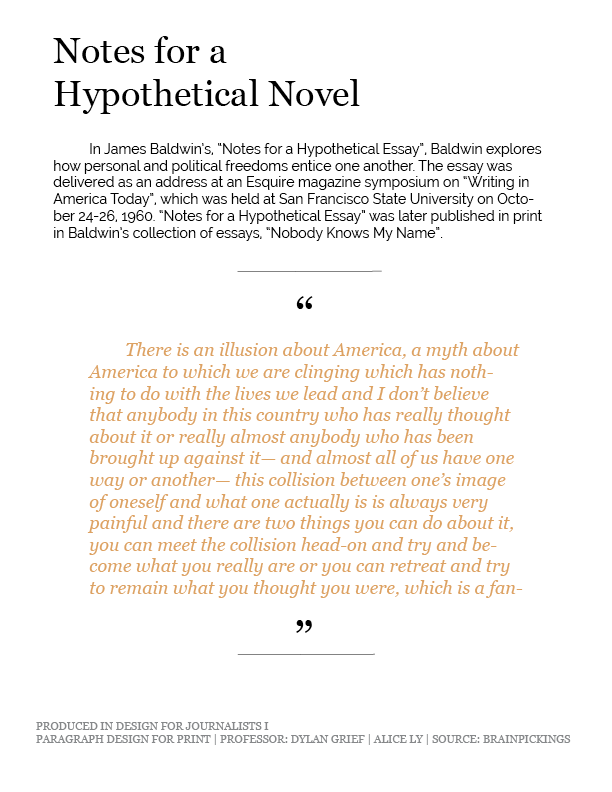 Notes for a
Hypothetical Novel
In James Baldwin's, "Notes for a Hypothetical Essay", Baldwin explores
how personal and political freedoms entice one another. The essay was
delivered as an address at an Esquire magazine symposium on "Writing in
America Today", which was held at San Francisco State University on Octo-
ber 24-26, 1960. "Notes for a Hypothetical Essay" was later published in print
in Baldwin's collection of essays, "Nobody Knows My Name".
“
There is an illusion about America, a myth about
America to which we are clinging which has noth-
ing to do with the lives we lead and I don’t believe
that anybody in this country who has really thought
about it or really almost anybody who has been
brought up against it— and almost all of us have one
way or another— this collision between one’s image
of oneself and what one actually is is always very
painful and there are two things you can do about it,
you can meet the collision head-on and try and be-
come what you really are or you can retreat and try
to remain what you thought you were, which is a fan-
”
PRODUCED IN DESIGN FOR JOURNALISTS I
PARAGRAPH DESIGN FOR PRINT | PROFESSOR: DYLAN GRIEF | ALICE LY | SOURCE: BRAINPICKINGS